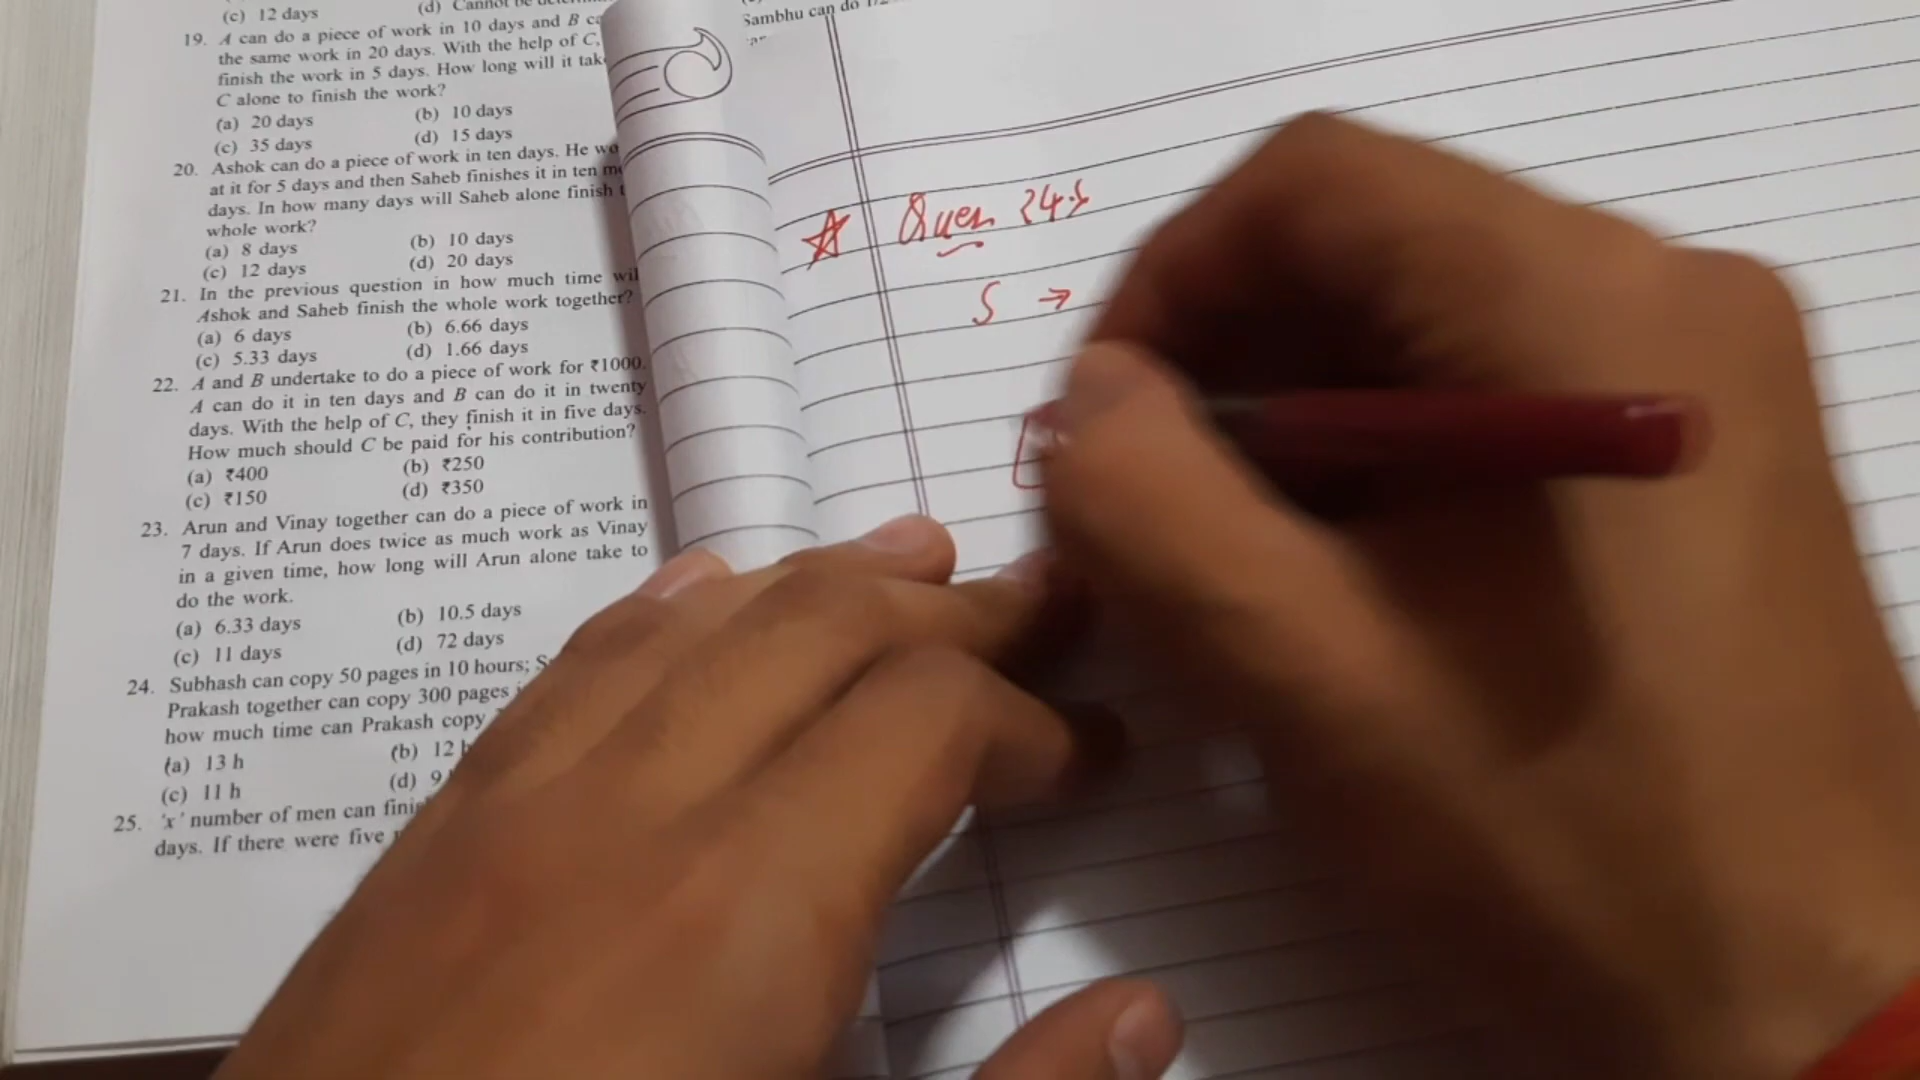 (c) 12 days
(d) Cannot be
19. A can do a piece of work in 10 days and B
the same work in 20 days. With the help of C,
finish the work in 5 days. How long will it
C alone to finish the work?
(a) 20 days (b) 10 days
(c) 35 days (d) 15 days
20. Ashok can do a piece of work in ten days. He
at it for 5 days and then Saheb finishes it in ten
days. In how many days will Saheb alone finish
whole work?
(a) 8 days (b) 10 days
(c) 12 days (d) 20 days
21. In the previous question in how much time
Ashok and Saheb finish the whole work together?
(a) 6 days (b) 6.66 days
(c) 5.33 days (d) 1.66 days
22. A and B undertake to do a piece of work for ₹1000.
A can do it in ten days and B can do it in twenty
days. With the help of C, they finish it in five days.
How much should C be paid for his contribution?
(a) ₹400 (b) ₹250
(c) ₹150 (d) ₹350
23. Arun and Vinay together can do a piece of work in
7 days. If Arun does twice as much work as Vinay
in a given time, how long will Arun alone take to
do the work.
(a) 6.33 days (b) 10.5 days
(c) 11 days (d) 72 days
24. Subhash can copy 50 pages in 10 hours;
Prakash together can copy 300 pages
how much time can Prakash copy
(a) 13 h (b) 12
(c) 11 h (d) 9
25. 'x' number of men can
days. If there were five
Sambhu can do
24
S →